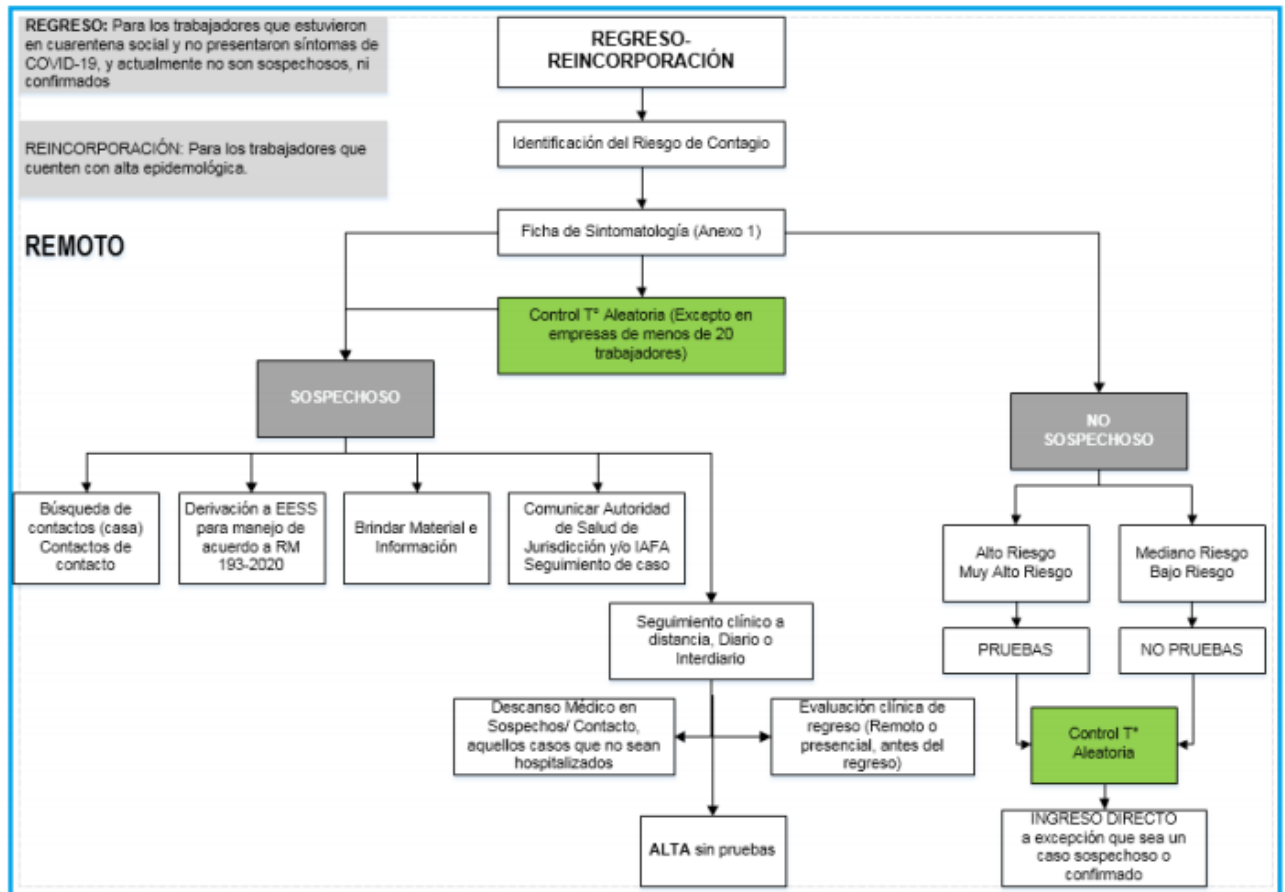 REGRESO: Para los trabajadores que estuvieron
en cuarentena social y no presentaron síntomas de
COVID-19, y actualmente no son sospechosos, ni
confirmados
REGRESO-
REINCORPORACIÓN
REINCORPORACIÓN: Para los trabajadores que
cuenten con alta epidemológica.
Identificación del Riesgo de Contagio
REMOTO
Ficha de Sintomatología (Anexo 1)
Control T° Aleatoria (Excepto en
empresas de menos de 20
trabajadores)
SOSPECHOSO
NO
SOSPECHOSO
Búsqueda de
contactos (casa)
Contactos de
contacto
Derivación a EESS
para manejo de
acuerdo a RM
193-2020
Brindar Material e
Información
Comunicar Autoridad
de Salud de
Jurisdicción y/o IAFA
Seguimiento de caso
Alto Riesgo
Muy Alto Riesgo
Mediano Riesgo
Bajo Riesgo
Seguimiento clínico a
distancia, Diario o
Interdiario
PRUEBAS
NO PRUEBAS
Descanso Médico en
Sospechos/ Contacto,
aquellos casos que no sean
hospitalizados
Evaluación clínica de
regreso (Remoto o
presencial, antes del
regreso)
Control T°
Aleatoria
ALTA sin pruebas
INGRESO DIRECTO
a excepción que sea un
caso sospechoso o
confirmado